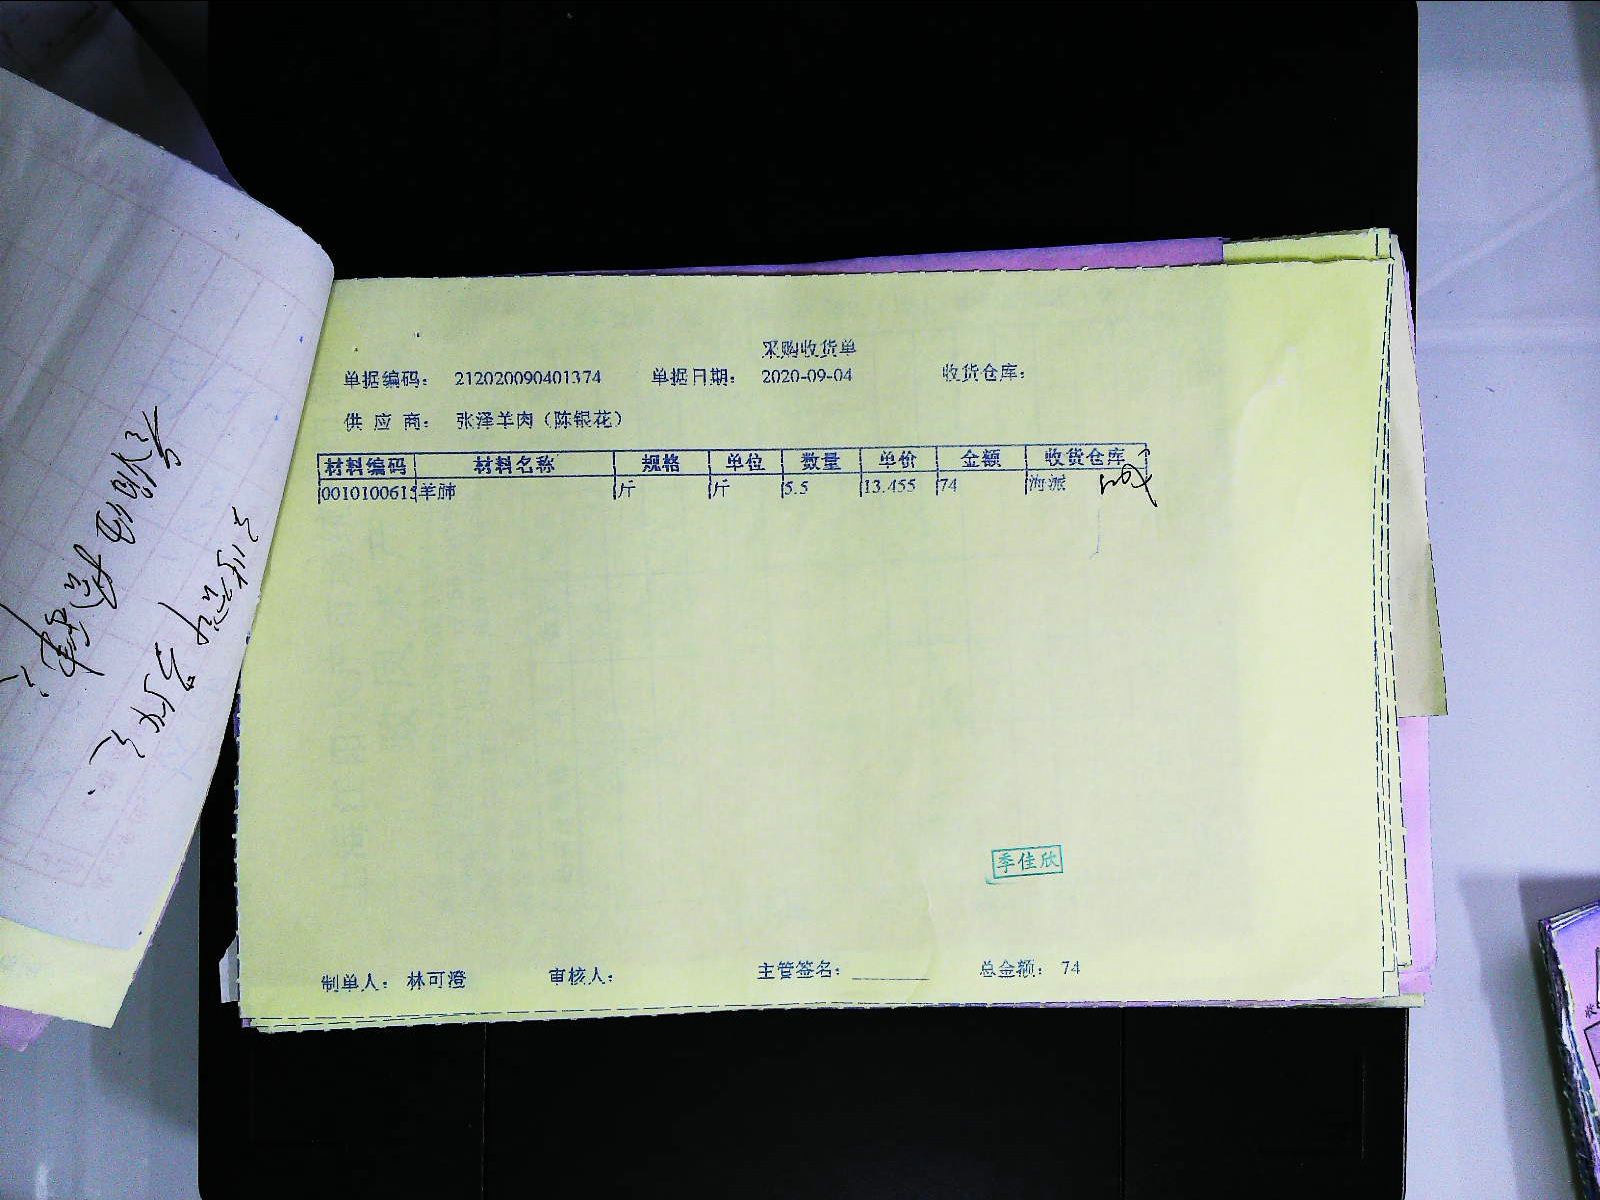 采购收货单
单据编码： 212020090401374 单据日期： 2020-09-04 收货仓库：
供 应 商： 张泽羊肉（陈银花）
材料编码 材料名称 规格 单位 数量 单价 金额 收货仓库
0010100615 羊肺 斤 斤 5.5 13.455 74 海派
季佳欣
制单人： 林可澄 审核人： 主管签名： 总金额： 74